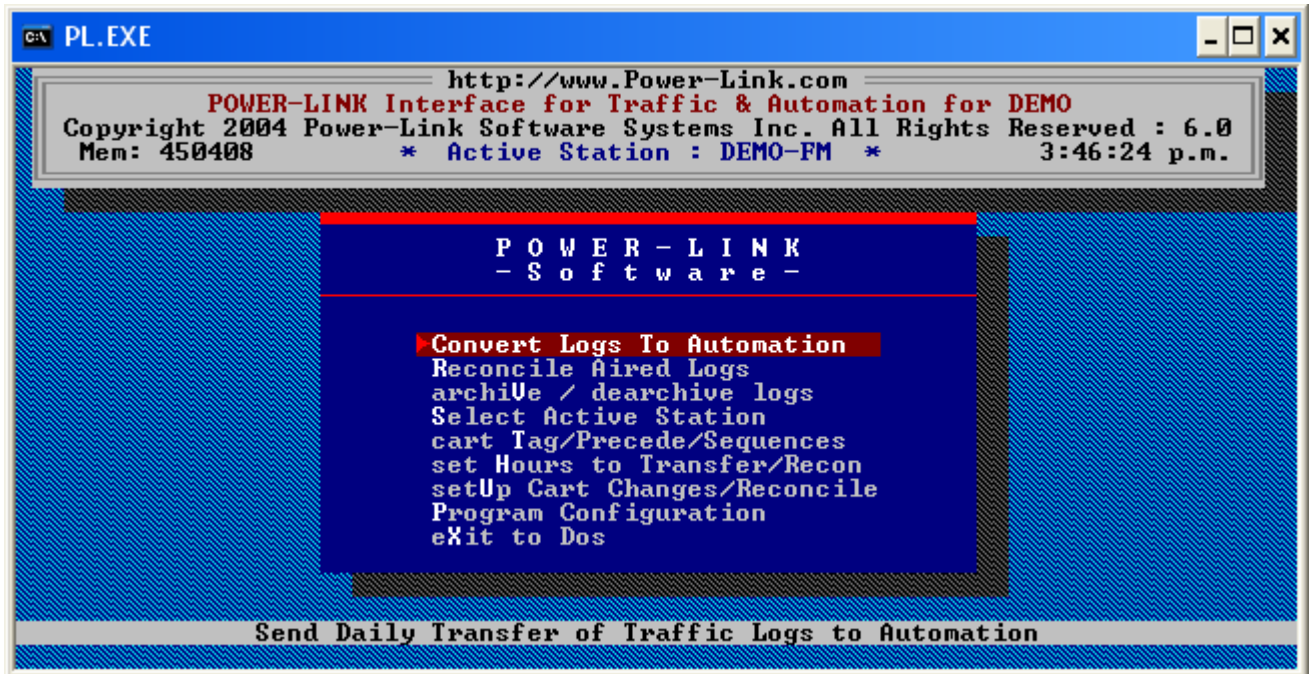 PL.EXE
http://www.Power-Link.com
POWER-LINK Interface for Traffic & Automation for DEMO
Copyright 2004 Power-Link Software Systems Inc. All Rights Reserved : 6.0
Mem: 450408 * Active Station : DEMO-FM * 3:46:24 p.m.
P O W E R - L I N K
- S o f t w a r e -
Convert Logs To Automation
Reconcile Aired Logs
archiVe / dearchive logs
Select Active Station
cart Tag/Precede/Sequences
set Hours to Transfer/Recon
setUp Cart Changes/Reconcile
Program Configuration
eXit to Dos
Send Daily Transfer of Traffic Logs to Automation